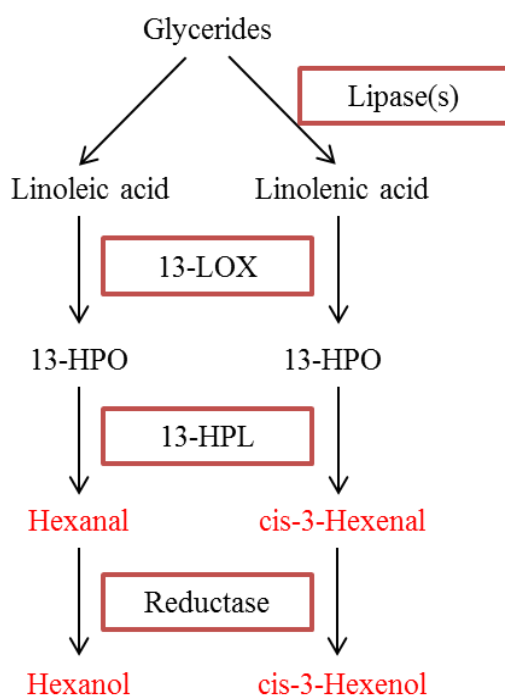 Glycerides
Lipase(s)
Linoleic acid
Linolenic acid
13-LOX
13-HPO
13-HPO
13-HPL
Hexanal
cis-3-Hexenal
Reductase
Hexanol
cis-3-Hexenol